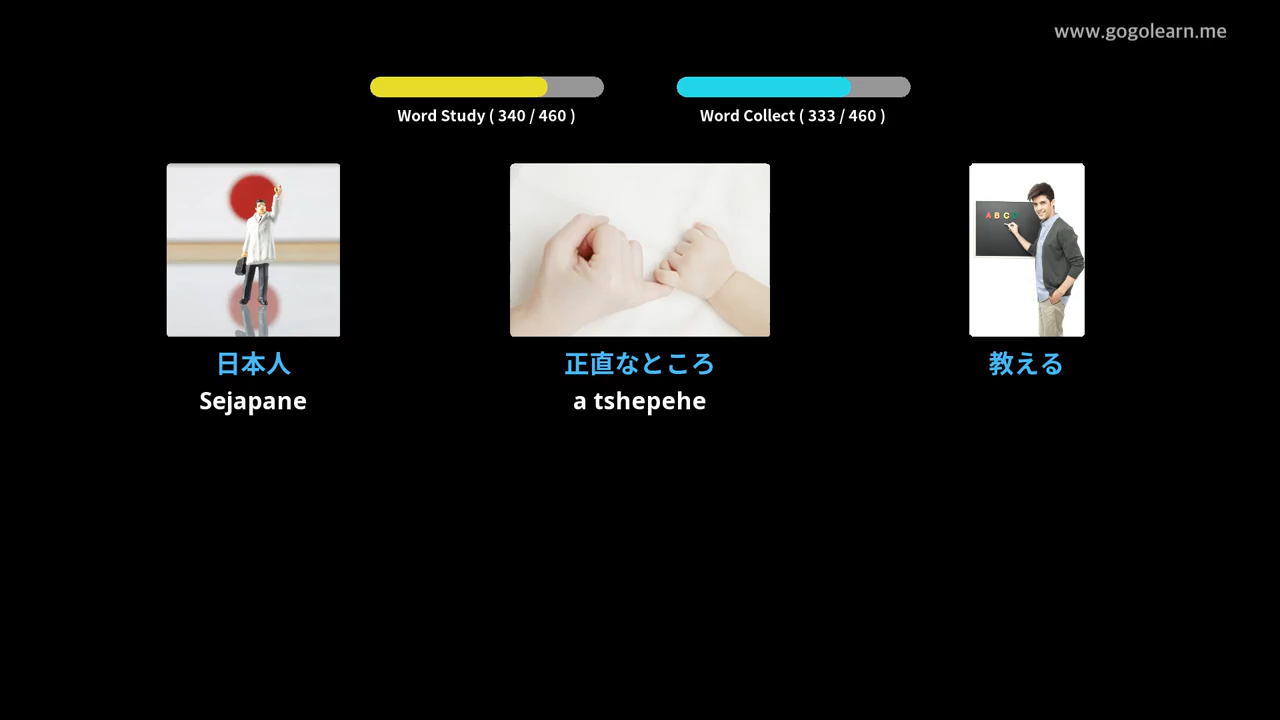 www.gogolearn.me
Word Study ( 340 / 460 )
Word Collect ( 333 / 460 )
A B C
日本人
正直なところ
教える
Sejapane
a tshepehe